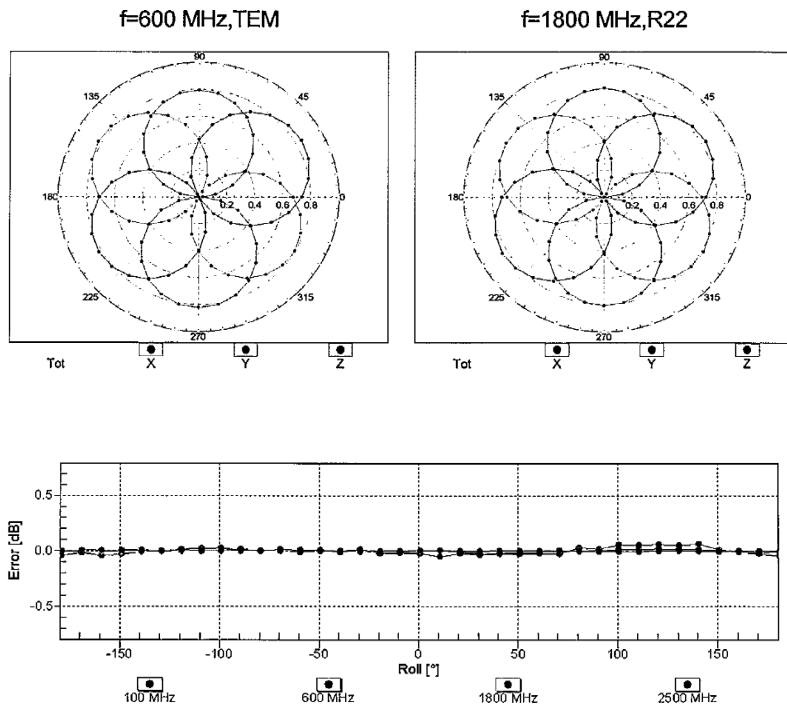 f=600 MHz,TEM
f=1800 MHz,R22
90
135
45
180
0.2 0.4 0.6 0.8
0
225
315
270
Tot X Y Z
90
135
45
180
0.2 0.4 0.6 0.8
0
225
315
270
Tot X Y Z
Error [dB]
0.5
0.0
-0.5
-150 -100 -50 0 50 100 150
Roll [°]
100 MHz 600 MHz 1800 MHz 2500 MHz